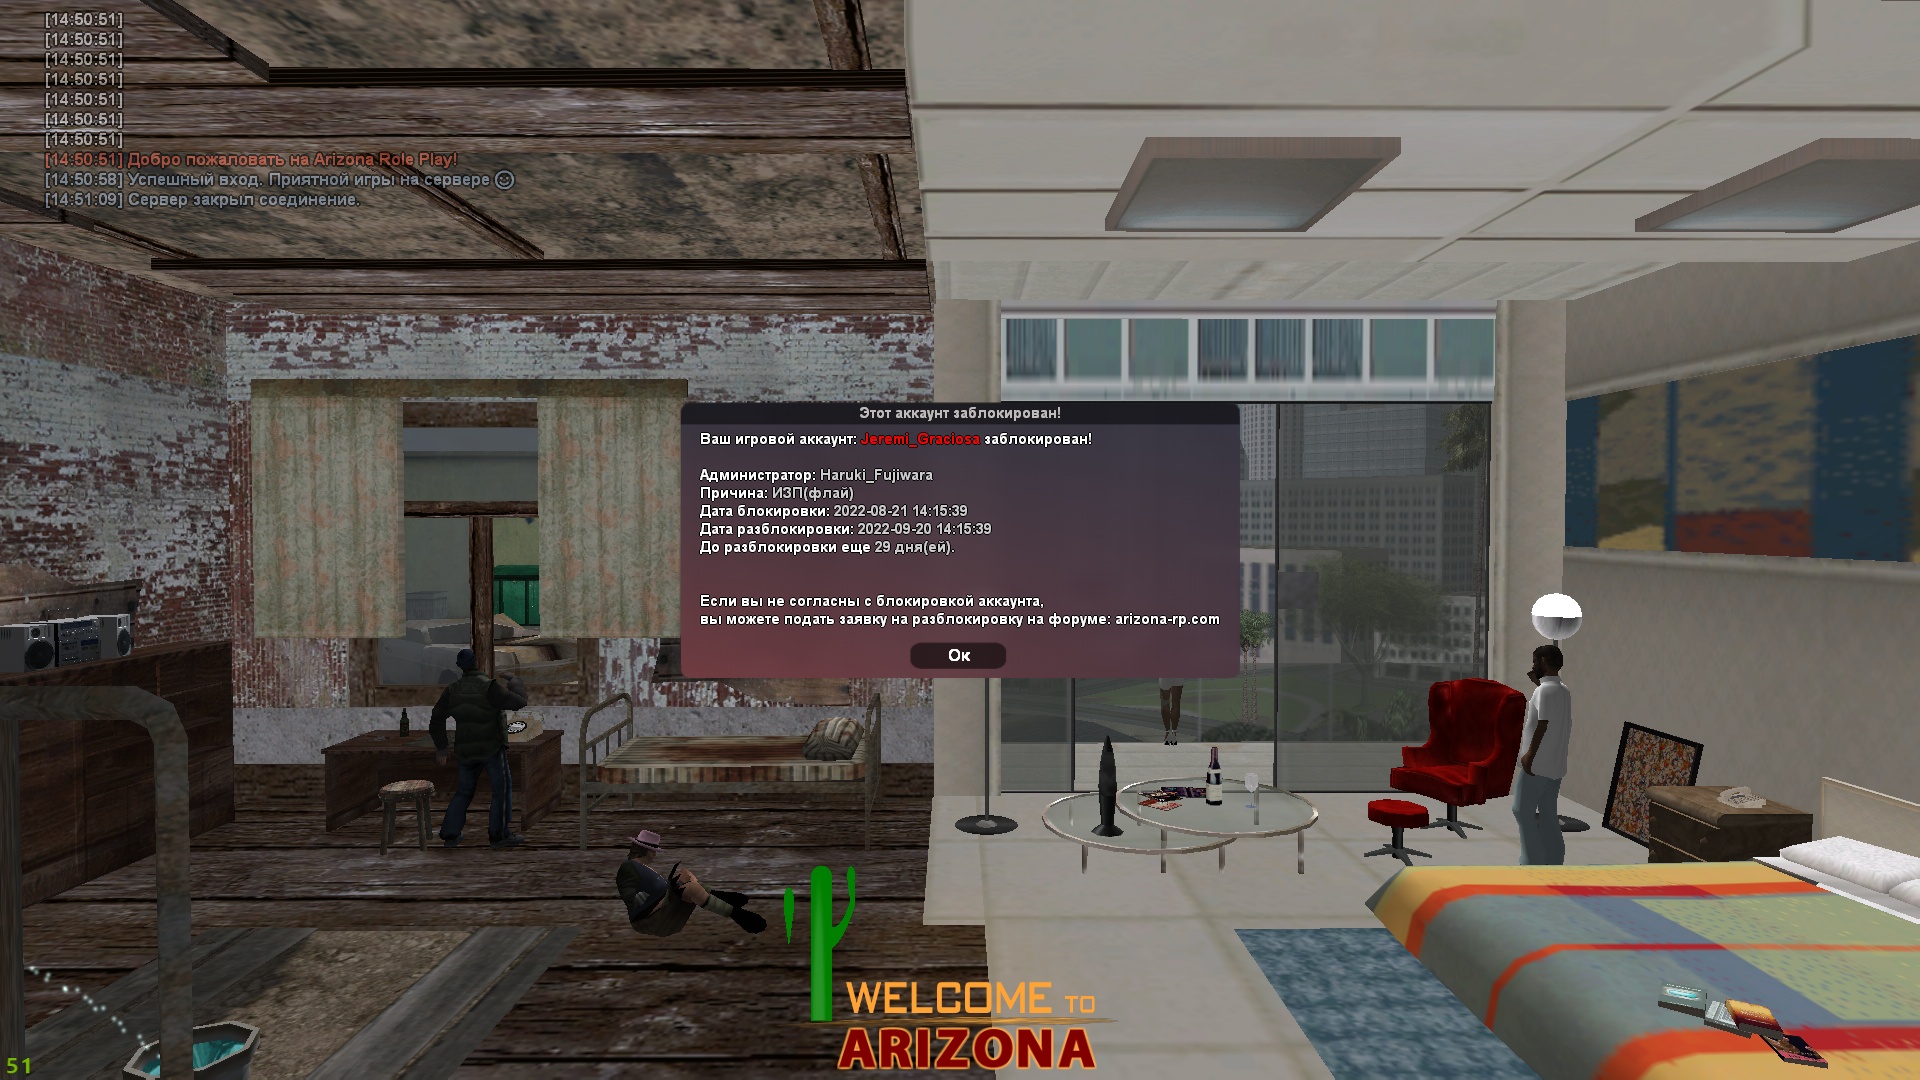 [14:50:51]
[14:50:51]
[14:50:51]
[14:50:51]
[14:50:51]
[14:50:51]
[14:50:51]
[14:50:51] Добро пожаловать на Arizona Role Play!
[14:50:58] Успешный вход. Приятной игры на сервере
[14:51:09] Сервер закрыл соединение.
Этот аккаунт заблокирован!
Ваш игровой аккаунт: Jeremi_Graciosa заблокирован!
Администратор: Haruki_Fujiwara
Причина: ИЗП(флай)
Дата блокировки: 2022-08-21 14:15:39
Дата разблокировки: 2022-09-20 14:15:39
До разблокировки еще 29 дня(ей).
Если вы не согласны с блокировкой аккаунта,
вы можете подать заявку на разблокировку на форуме: arizona-rp.com
Ок
WELCOME TO
ARIZONA
51